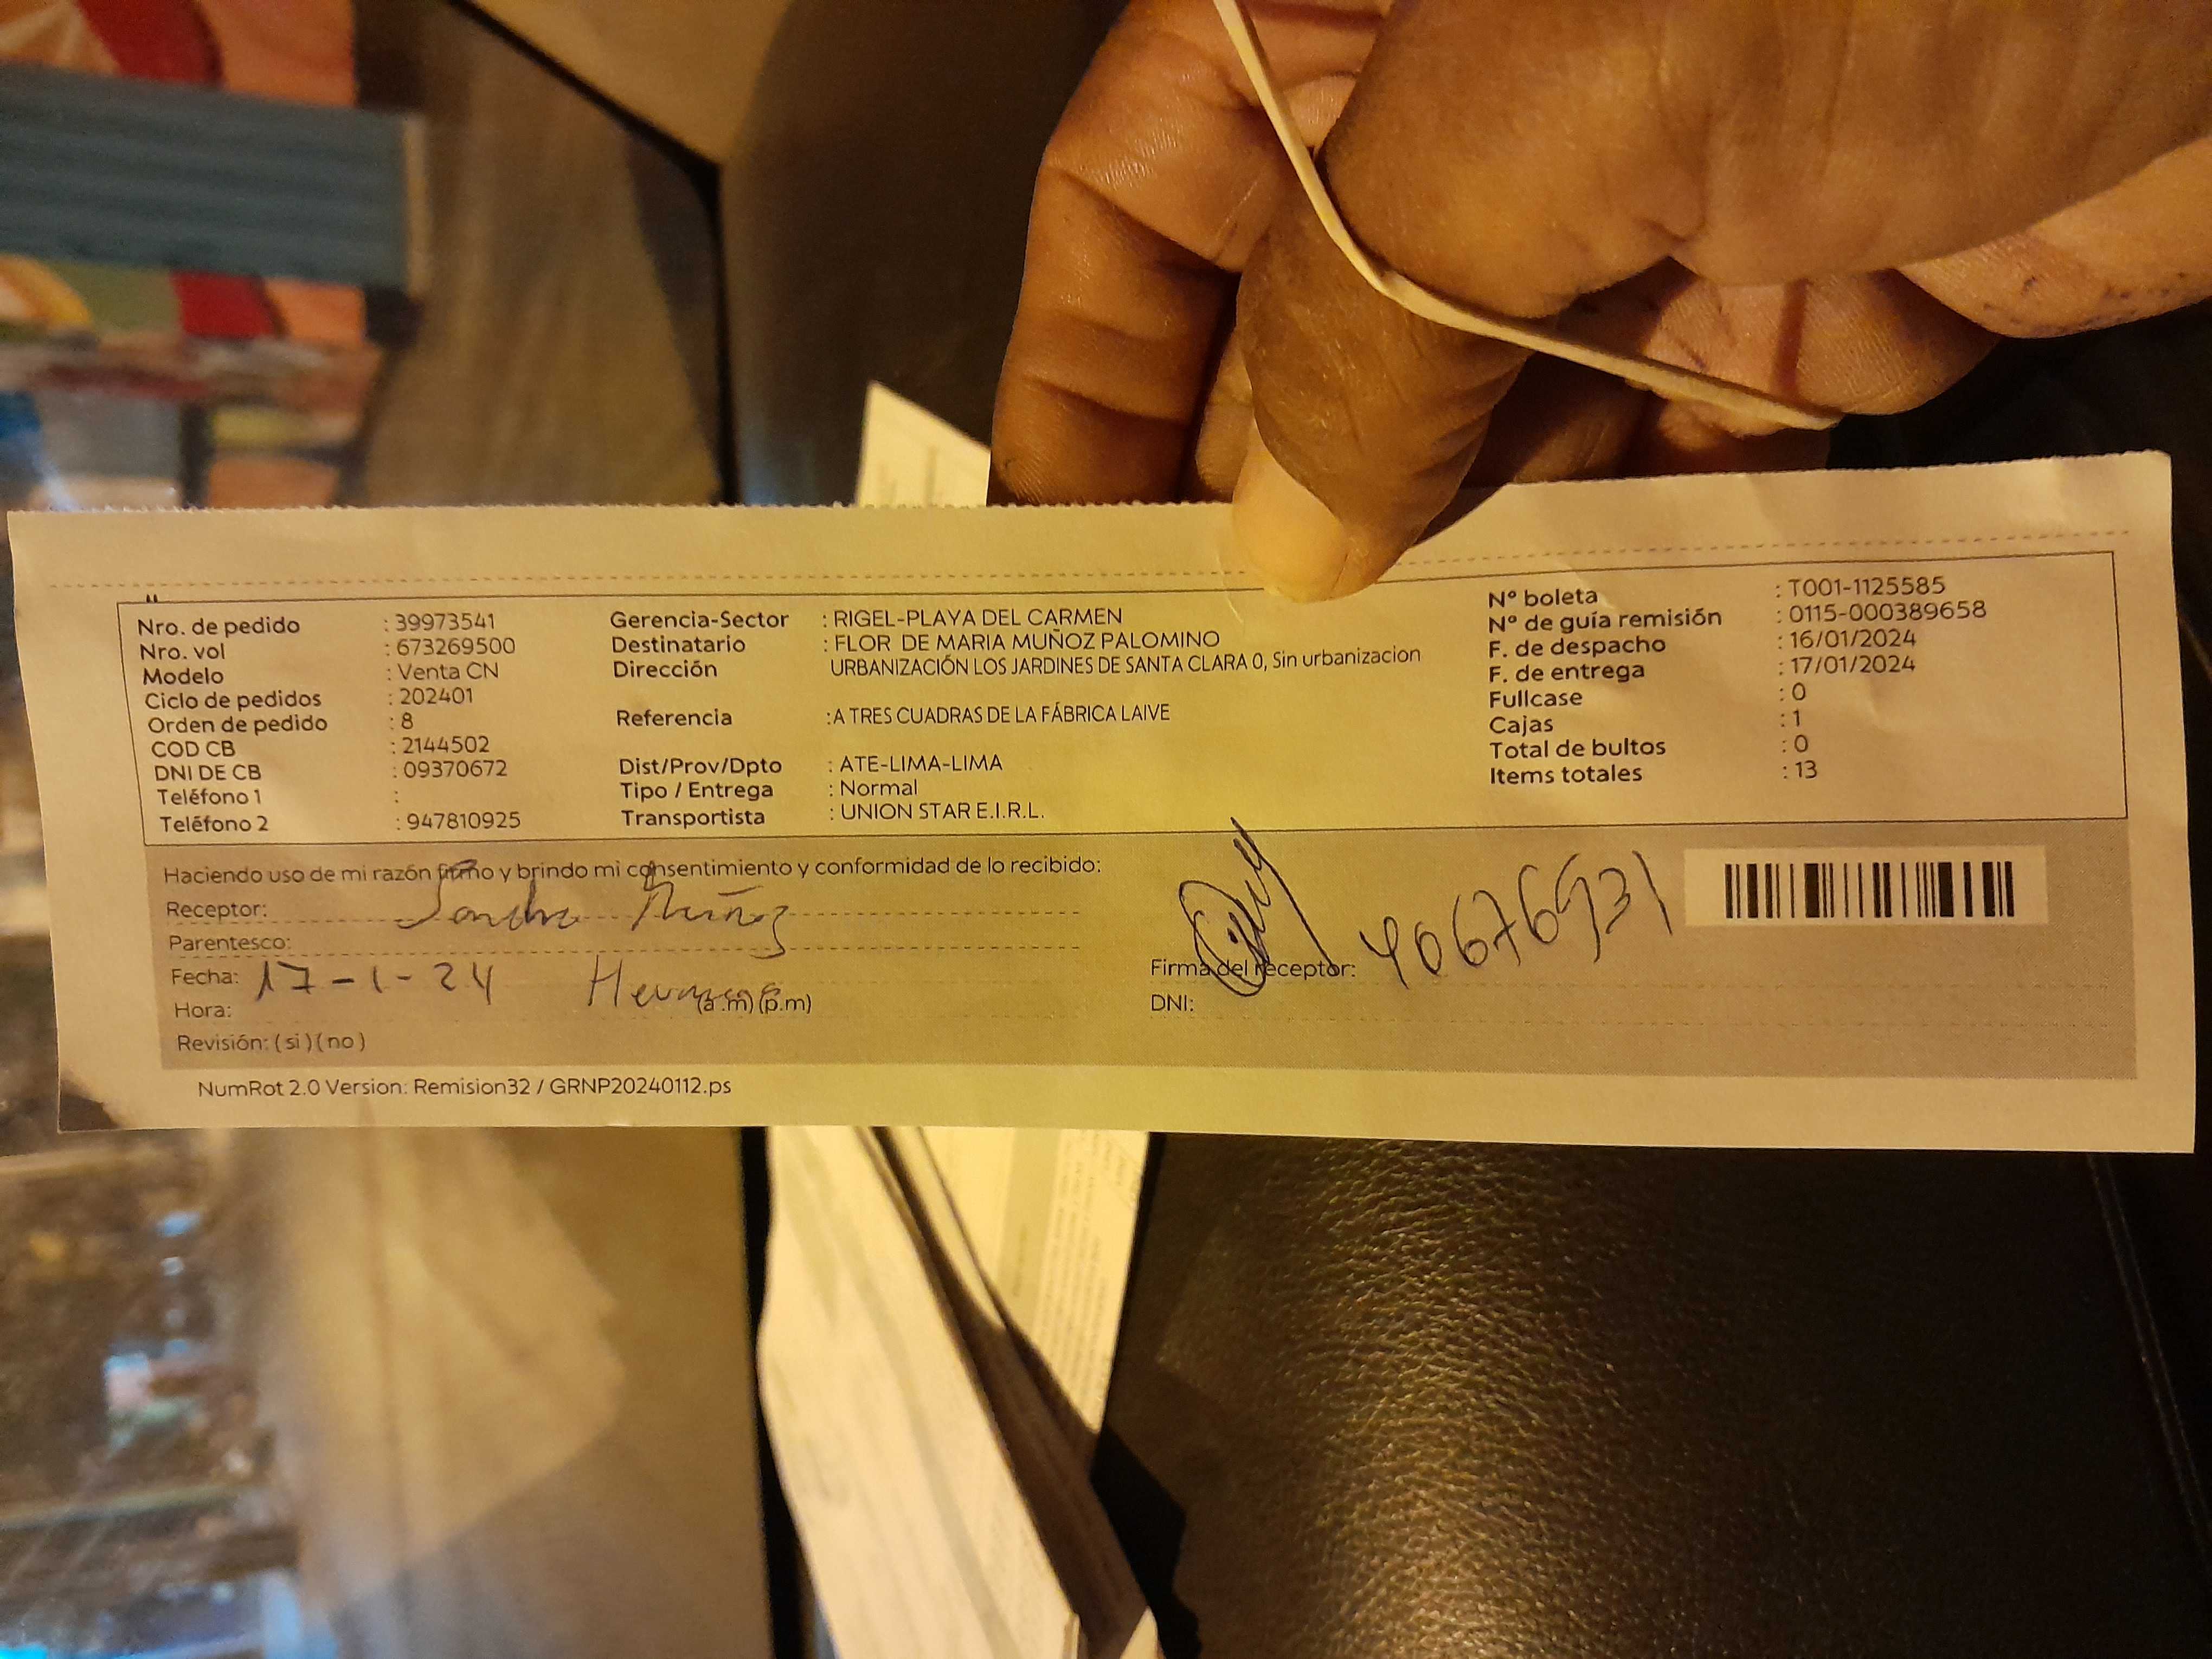 Nro. de pedido : 39973541
Nro. vol : 673269500
Modelo : Venta CN
Ciclo de pedidos : 202401
Orden de pedido : 8
COD CB : 2144502
DNI DE CB : 09370672
Teléfono 1 :
Teléfono 2 : 947810925
Gerencia-Sector : RIGEL-PLAYA DEL CARMEN
Destinatario : FLOR DE MARIA MUÑOZ PALOMINO
Dirección URBANIZACIÓN LOS JARDINES DE SANTA CLARA 0, Sin urbanizacion
Referencia :A TRES CUADRAS DE LA FÁBRICA LAIVE
Dist/Prov/Dpto : ATE-LIMA-LIMA
Tipo / Entrega : Normal
Transportista : UNION STAR E.I.R.L.
Nº boleta : T001-1125585
Nº de guía remisión : 0115-000389658
F. de despacho : 16/01/2024
F. de entrega : 17/01/2024
Fullcase : 0
Cajas : 1
Total de bultos : 0
Items totales : 13
Haciendo uso de mi razón firmo y brindo mi consentimiento y conformidad de lo recibido:
Receptor: Sandra Muñoz
Parentesco:
Fecha: 17-1-24 Hermana
Hora: (a.m) (p.m)
Revisión: (si) (no)
Firma del receptor: 40676931
DNI:
NumRot 2.0 Version: Remision32 / GRNP20240112.ps